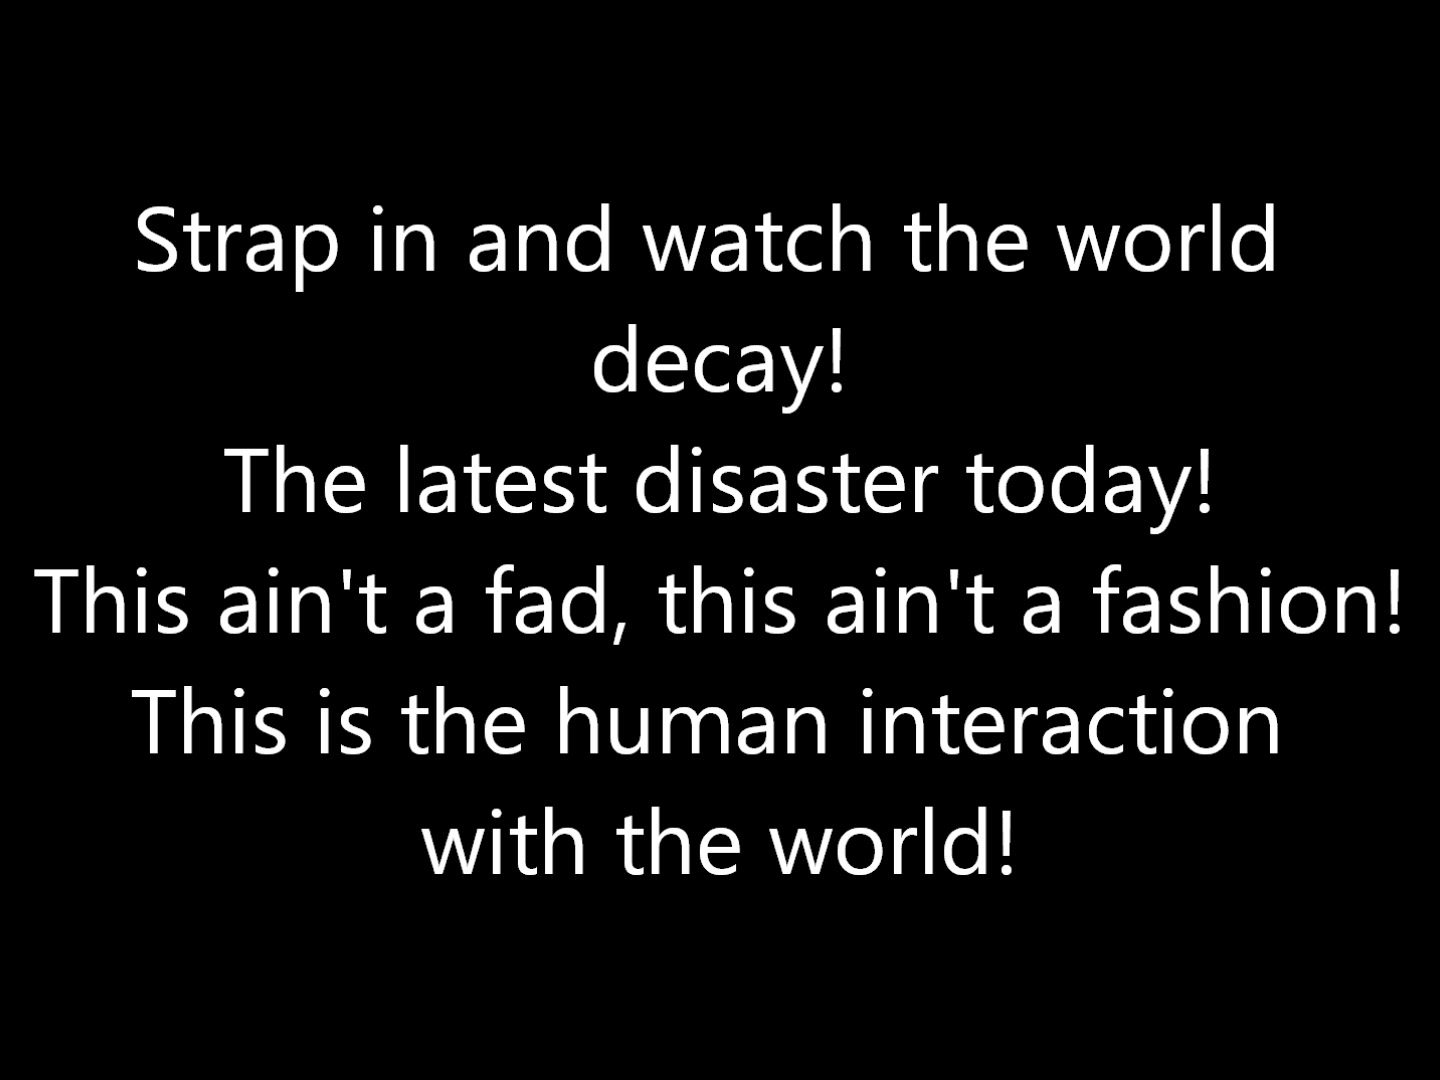 Strap in and watch the world
decay!
The latest disaster today!
This ain't a fad, this ain't a fashion!
This is the human interaction
with the world!